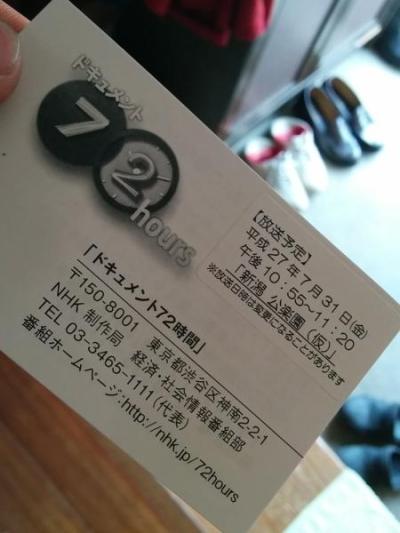 ドキュメント
72
hours
【放送予定】
平成27年7月31日(金)
午後10:55-11:20
「新潟 公楽園(仮)」
※放送日時は変更になることがあります
「ドキュメント72時間」
〒150-8001 東京都渋谷区神南2-2-1
NHK 制作局 経済・社会情報番組部
TEL 03-3465-1111(代表)
番組ホームページ:http://nhk.jp/72hours